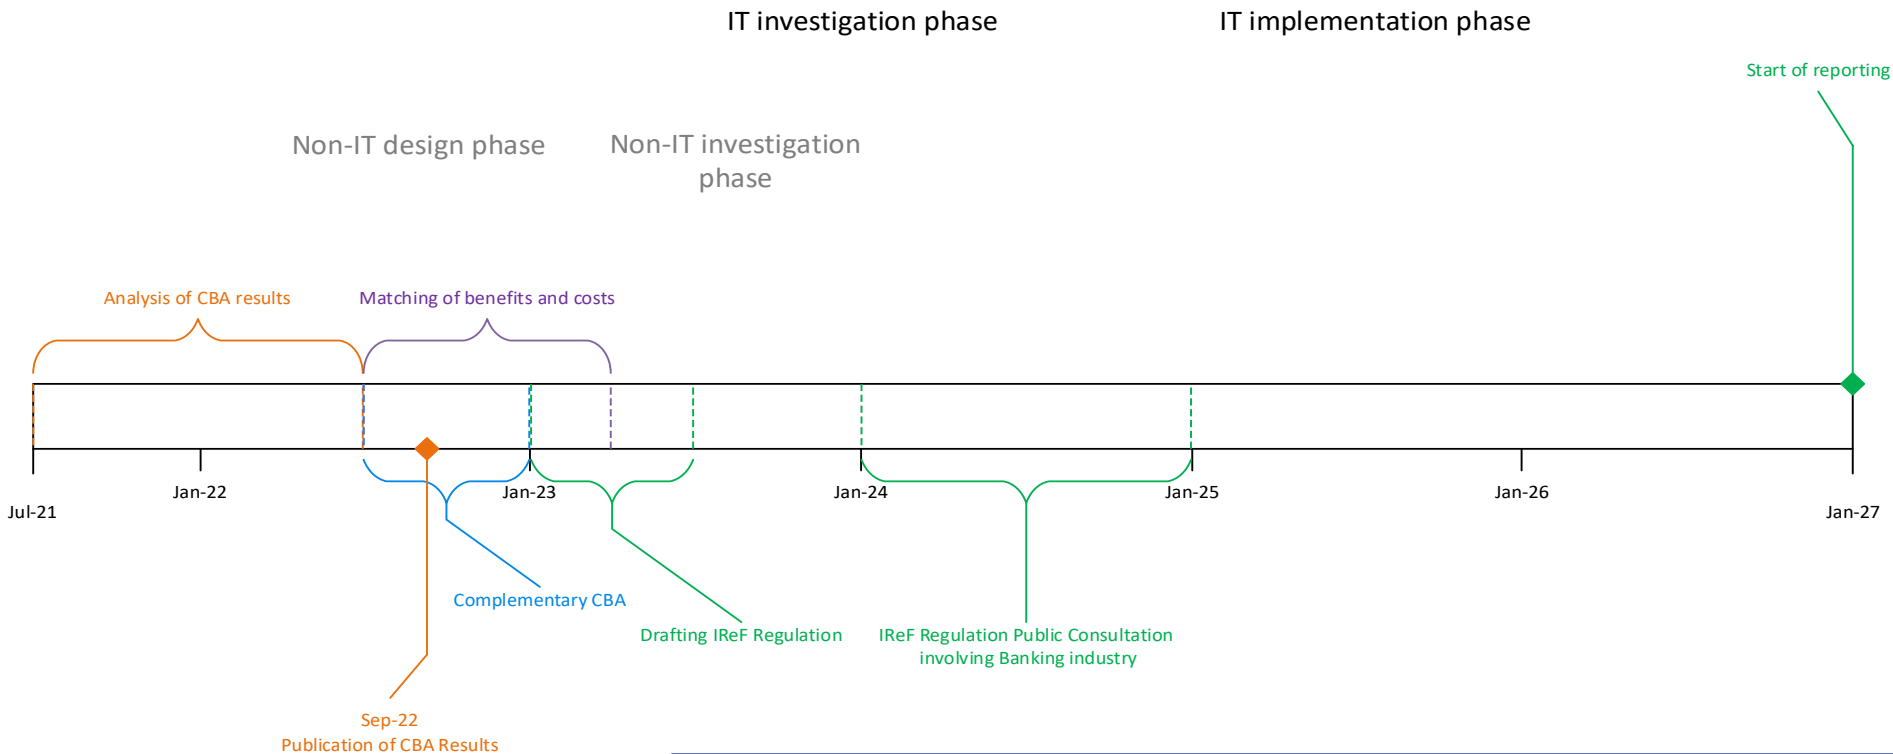 IT investigation phase
IT implementation phase
Start of reporting
Non-IT design phase
Non-IT investigation
phase
Analysis of CBA results
Matching of benefits and costs
Jan-22
Jan-23
Jan-24
Jan-25
Jan-26
Jul-21
Jan-27
Complementary CBA
Drafting IReF Regulation
IReF Regulation Public Consultation
involving Banking industry
Sep-22
Publication of CBA Results